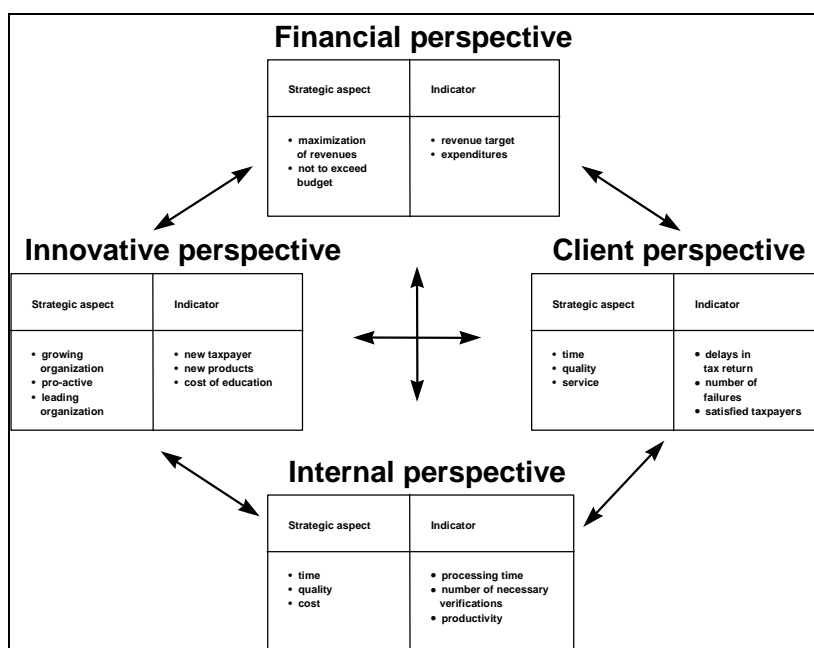 Financial perspective
Strategic aspect
Indicator
• maximization
of revenues
• not to exceed
budget
• revenue target
• expenditures
Innovative perspective
Strategic aspect
Indicator
• growing
organization
• pro-active
• leading
organization
• new taxpayer
• new products
• cost of education
Client perspective
Strategic aspect
Indicator
• time
• quality
• service
• delays in
tax return
• number of
failures
• satisfied taxpayers
Internal perspective
Strategic aspect
Indicator
• time
• quality
• cost
• processing time
• number of necessary
verifications
• productivity